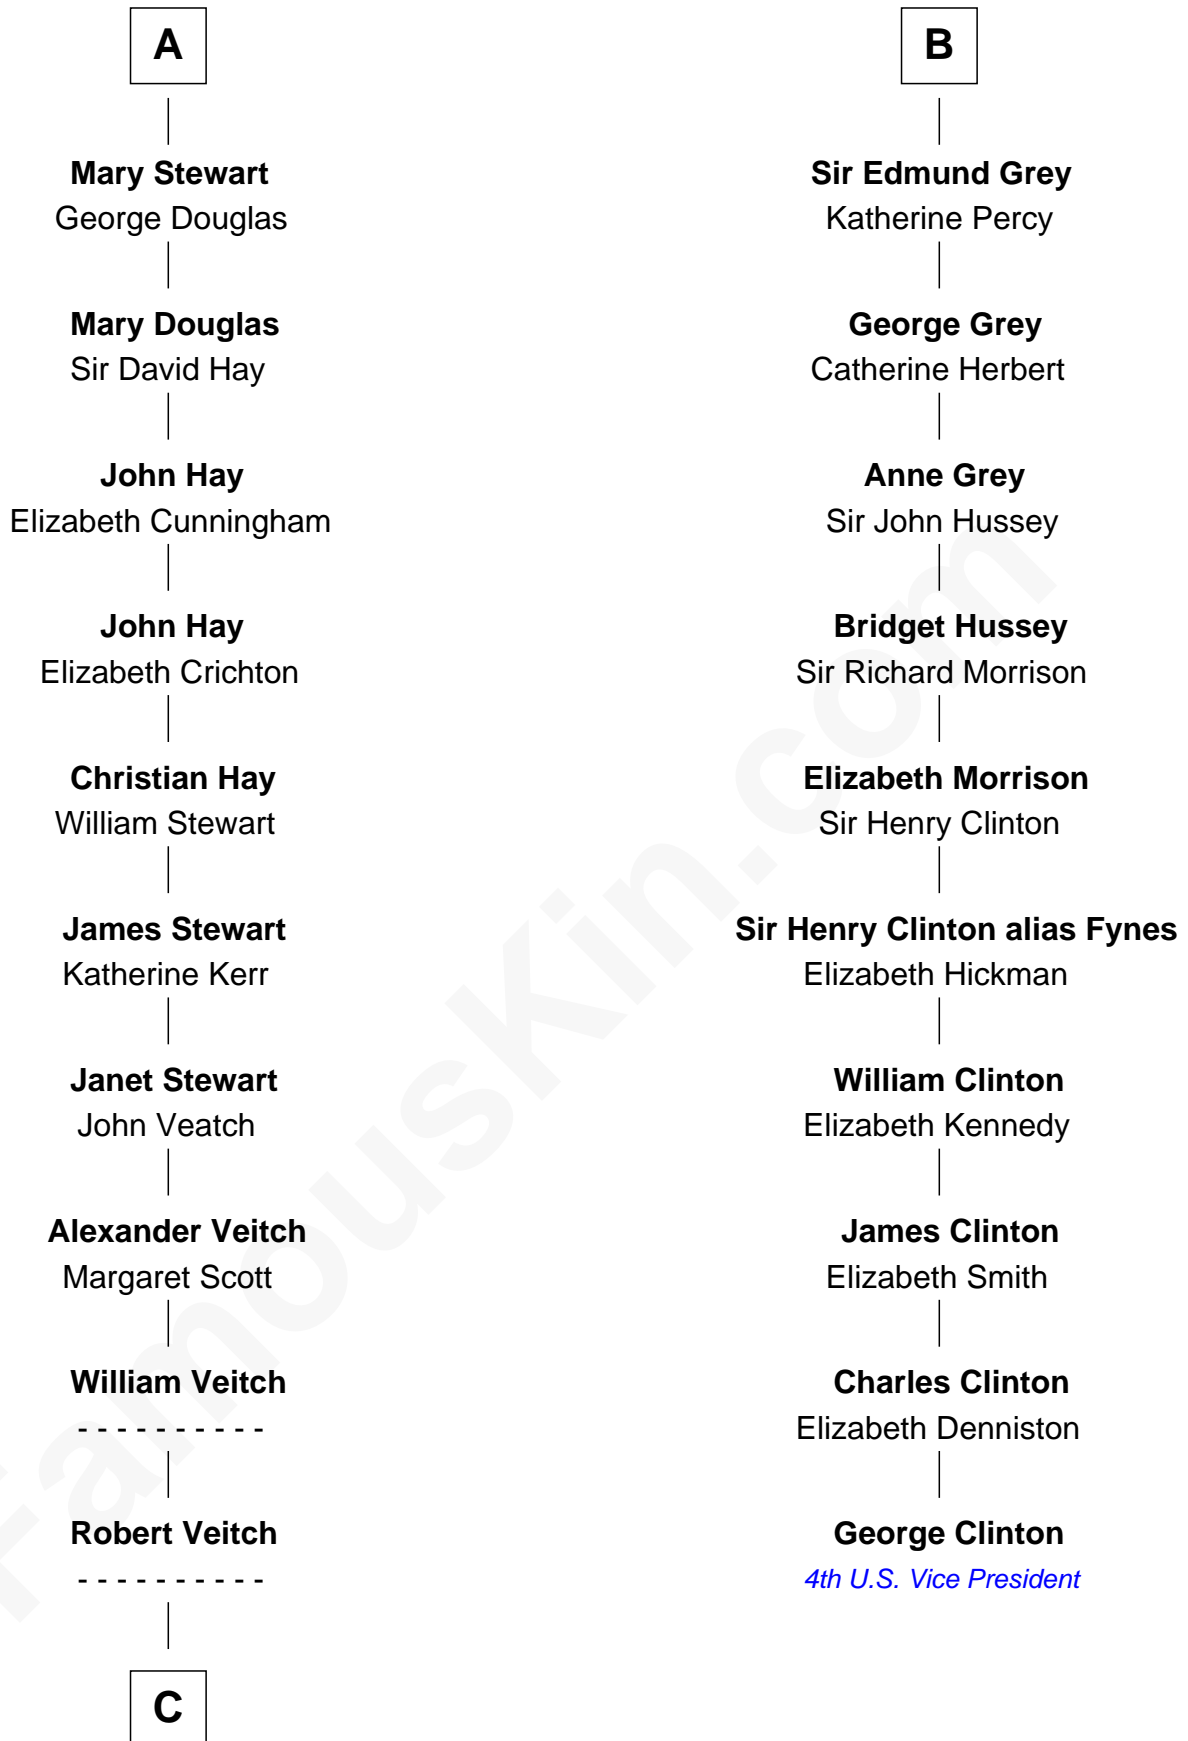 A
Mary Stewart
George Douglas
Mary Douglas
Sir David Hay
John Hay
Elizabeth Cunningham
John Hay
Elizabeth Crichton
Christian Hay
William Stewart
James Stewart
Katherine Kerr
Janet Stewart
John Veatch
Alexander Veitch
Margaret Scott
William Veitch
- - - - - - - - - -
Robert Veitch
- - - - - - - - - -
C
B
Sir Edmund Grey
Katherine Percy
George Grey
Catherine Herbert
Anne Grey
Sir John Hussey
Bridget Hussey
Sir Richard Morrison
Elizabeth Morrison
Sir Henry Clinton
Sir Henry Clinton alias Fynes
Elizabeth Hickman
William Clinton
Elizabeth Kennedy
James Clinton
Elizabeth Smith
Charles Clinton
Elizabeth Denniston
George Clinton
4th U.S. Vice President
FamousKin.com